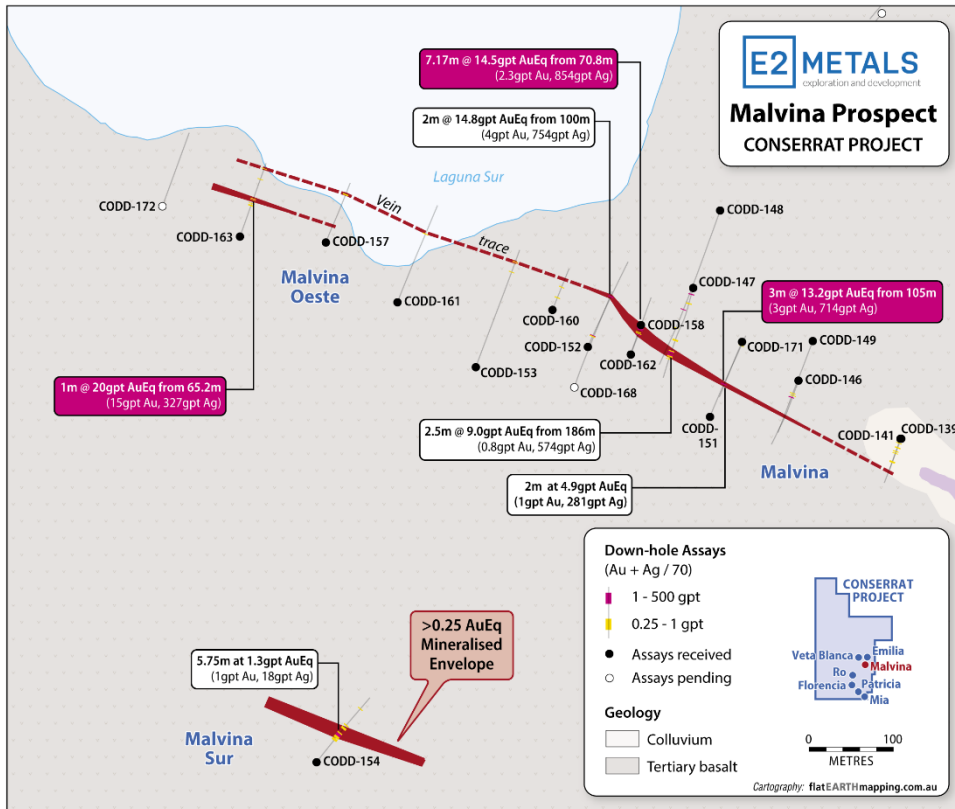 E2 METALS
exploration and development
Malvina Prospect
CONSERRAT PROJECT
7.17m @ 14.5gpt AuEq from 70.8m
(2.3gpt Au, 854gpt Ag)
2m @ 14.8gpt AuEq from 100m
(4gpt Au, 754gpt Ag)
Laguna Sur
Vein
trace
CODD-172
CODD-163
CODD-157
Malvina
Oeste
CODD-161
CODD-148
CODD-147
3m @ 13.2gpt AuEq from 105m
(3gpt Au, 714gpt Ag)
CODD-160
CODD-158
CODD-152
CODD-162
CODD-171
CODD-149
CODD-153
CODD-168
CODD-146
1m @ 20gpt AuEq from 65.2m
(15gpt Au, 327gpt Ag)
CODD-
151
2.5m @ 9.0gpt AuEq from 186m
(0.8gpt Au, 574gpt Ag)
CODD-141
CODD-139
Malvina
2m at 4.9gpt AuEq
(1gpt Au, 281gpt Ag)
>0.25 AuEq
Mineralised
Envelope
5.75m at 1.3gpt AuEq
(1gpt Au, 18gpt Ag)
Malvina
Sur
CODD-154
Down-hole Assays
(Au + Ag / 70)
1 - 500 gpt
0.25 - 1 gpt
Assays received
Assays pending
Geology
Colluvium
Tertiary basalt
CONSERRAT
PROJECT
Veta Blanca
Emilia
Malvina
Ro
Florencia
Patricia
Mia
0 100
METRES
Cartography: flatEARTHmapping.com.au